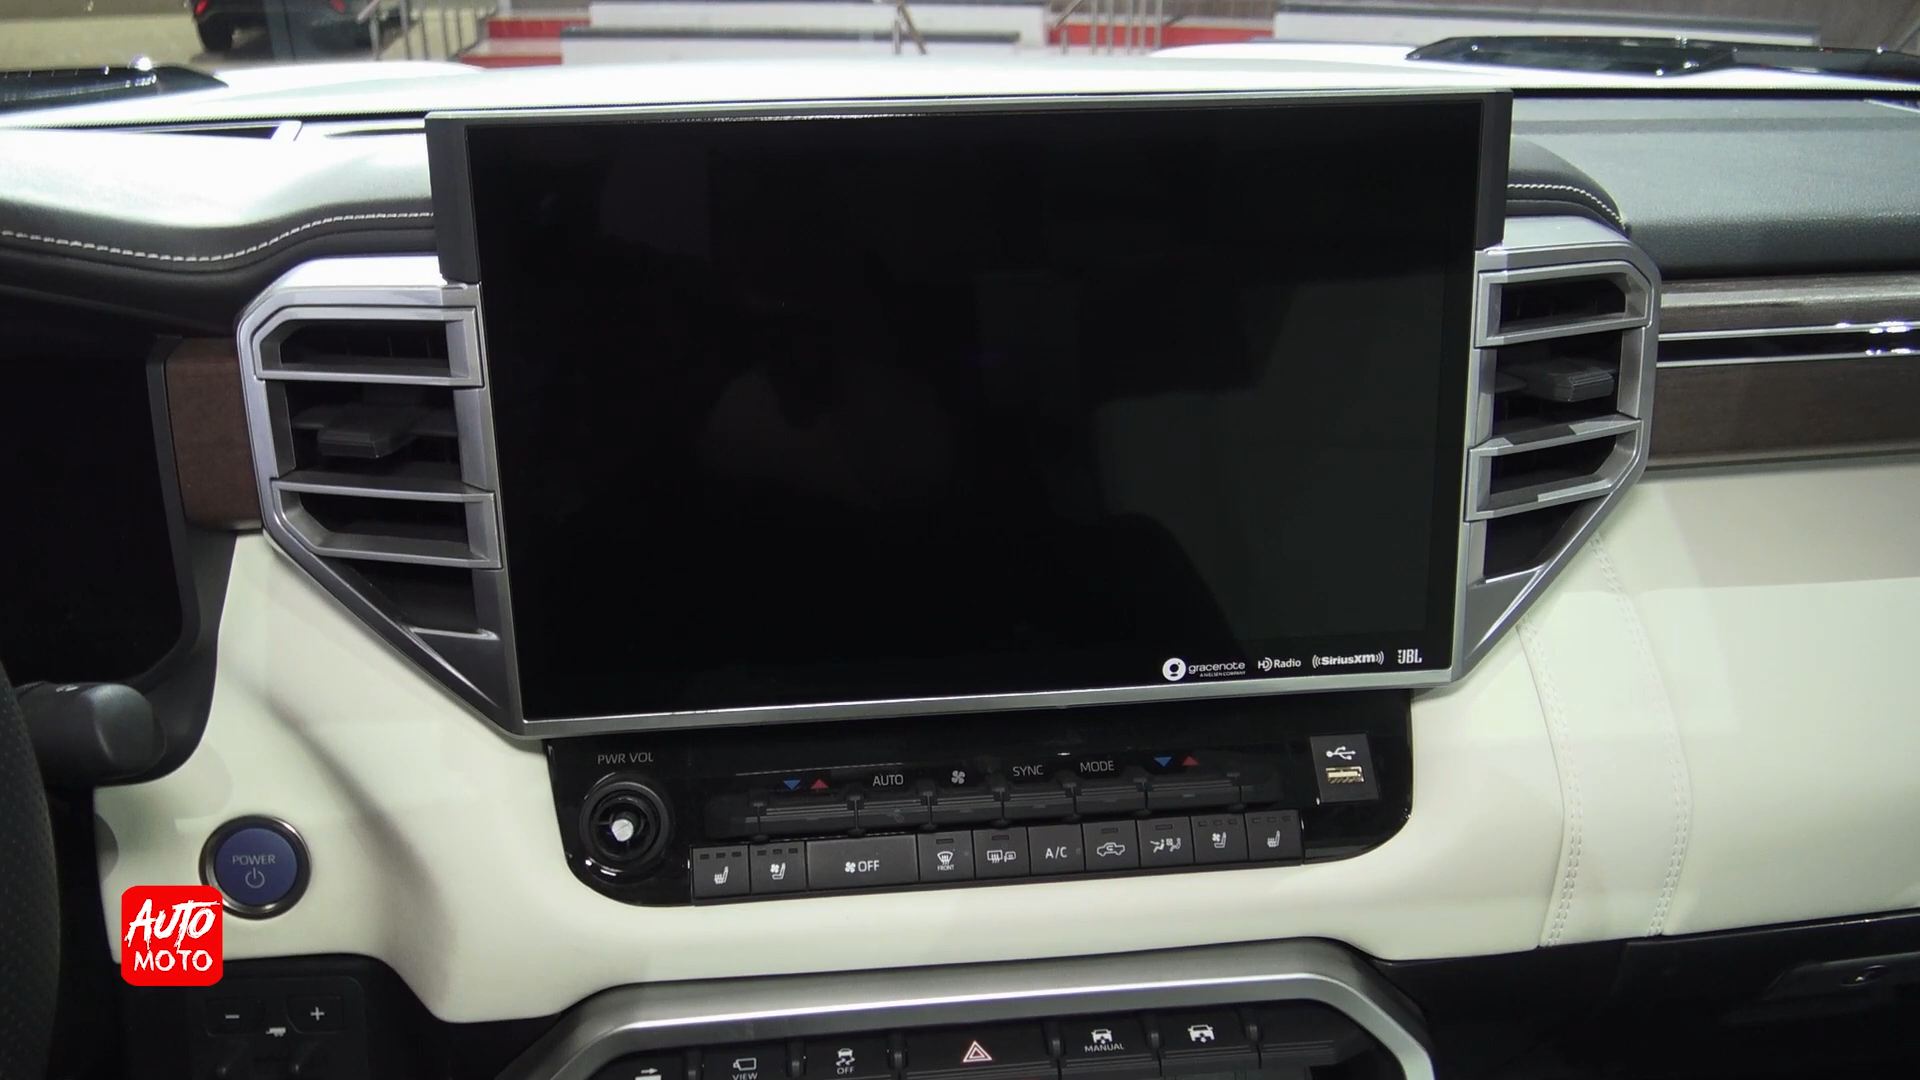 gracenote
A NIELSEN COMPANY
HD Radio
SiriusXM
JBL
PWR VOL
AUTO
SYNC
MODE
OFF
FRONT
A/C
POWER
AUTO
MOTO
- +
VIEW
OFF
MANUAL